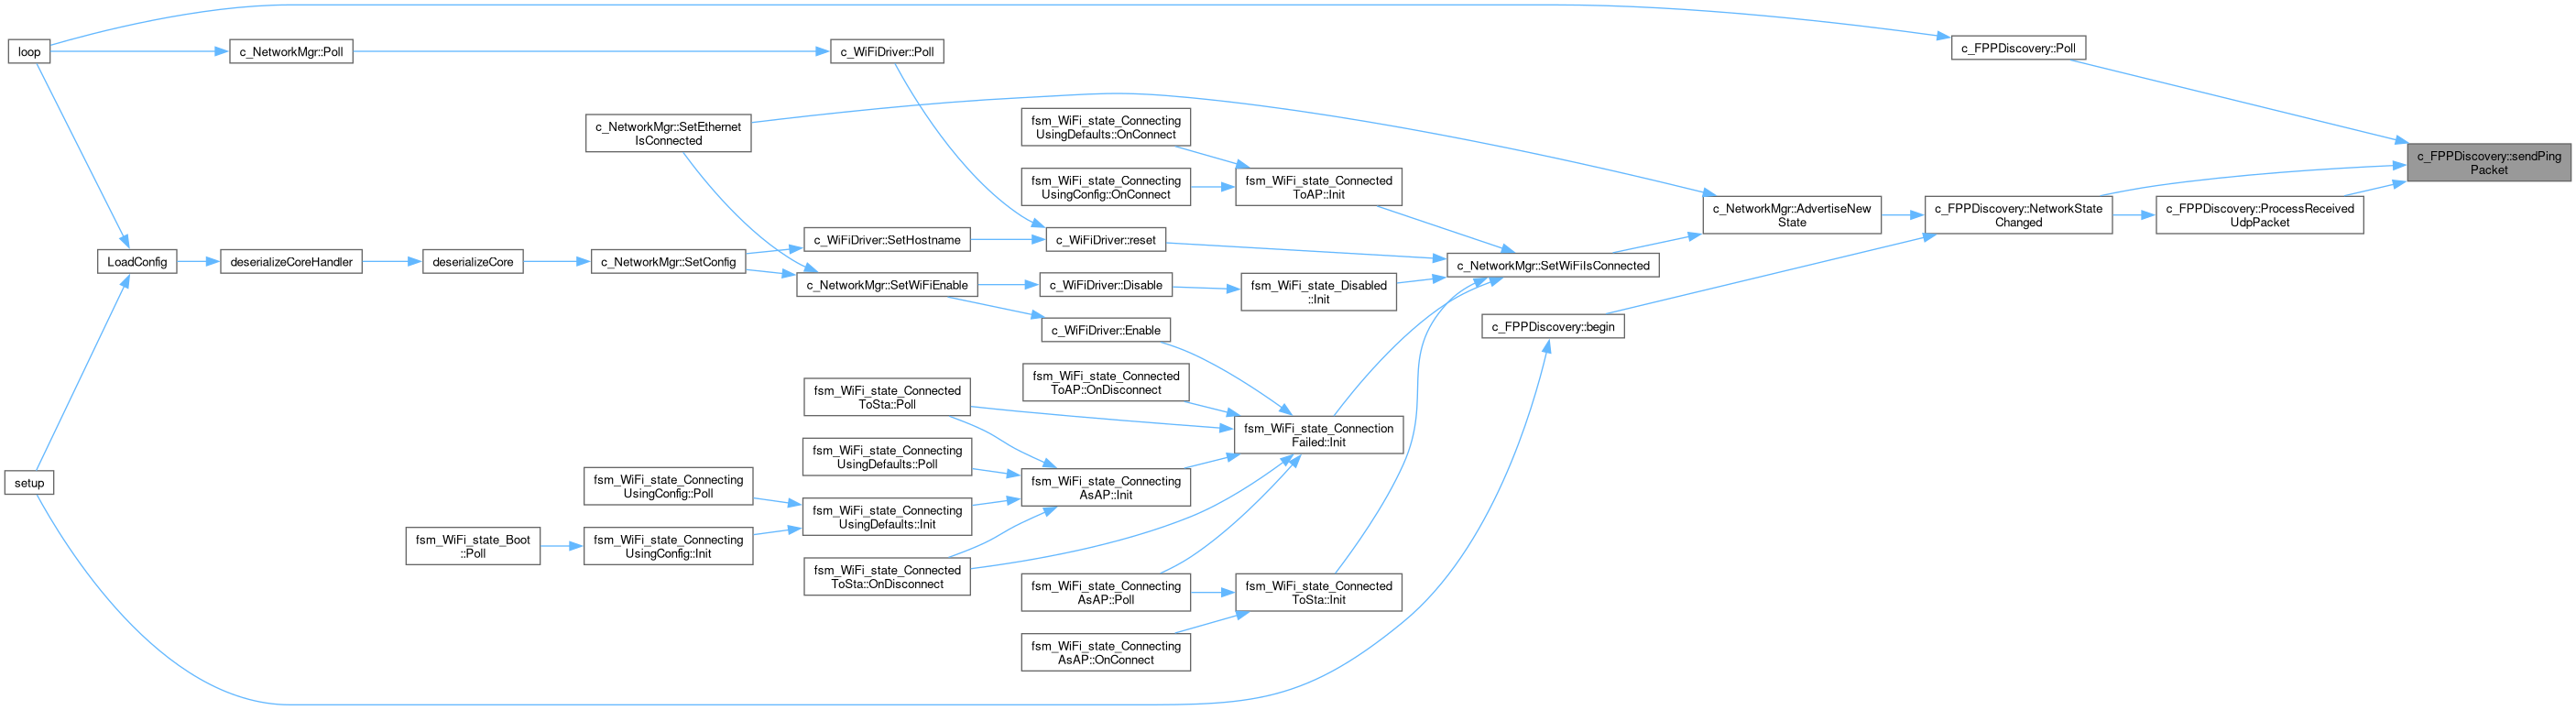 loop
c_NetworkMgr::Poll
c_WiFiDriver::Poll
c_FPPDiscovery::Poll
c_NetworkMgr::SetEthernet
IsConnected
fsm_WiFi_state_Connecting
UsingDefaults::OnConnect
c_FPPDiscovery::sendPing
Packet
fsm_WiFi_state_Connecting
UsingConfig::OnConnect
fsm_WiFi_state_Connected
ToAP::Init
c_NetworkMgr::AdvertiseNew
State
c_FPPDiscovery::NetworkState
Changed
c_FPPDiscovery::ProcessReceived
UdpPacket
LoadConfig
deserializeCoreHandler
deserializeCore
c_NetworkMgr::SetConfig
c_WiFiDriver::SetHostname
c_WiFiDriver::reset
c_NetworkMgr::SetWiFiIsConnected
c_NetworkMgr::SetWiFiEnable
c_WiFiDriver::Disable
fsm_WiFi_state_Disabled
::Init
c_WiFiDriver::Enable
c_FPPDiscovery::begin
fsm_WiFi_state_Connected
ToSta::Poll
fsm_WiFi_state_Connected
ToAP::OnDisconnect
fsm_WiFi_state_Connection
Failed::Init
fsm_WiFi_state_Connecting
UsingDefaults::Poll
setup
fsm_WiFi_state_Connecting
UsingConfig::Poll
fsm_WiFi_state_Connecting
AsAP::Init
fsm_WiFi_state_Connecting
UsingDefaults::Init
fsm_WiFi_state_Boot
::Poll
fsm_WiFi_state_Connecting
UsingConfig::Init
fsm_WiFi_state_Connected
ToSta::OnDisconnect
fsm_WiFi_state_Connecting
AsAP::Poll
fsm_WiFi_state_Connected
ToSta::Init
fsm_WiFi_state_Connecting
AsAP::OnConnect